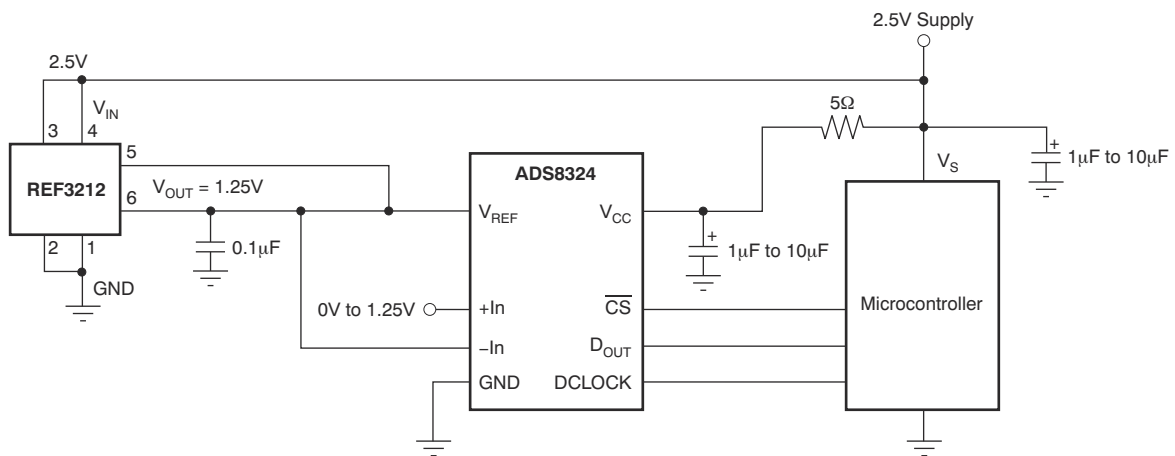 2.5V Supply
2.5V
V_IN
5Ω
3 4
5
REF3212
V_OUT = 1.25V
6
2 1
GND
0.1μF
ADS8324
V_REF
V_CC
0V to 1.25V
+In
–In
GND
C̅S̅
D_OUT
DCLOCK
+
1μF to 10μF
V_S
+
1μF to 10μF
Microcontroller